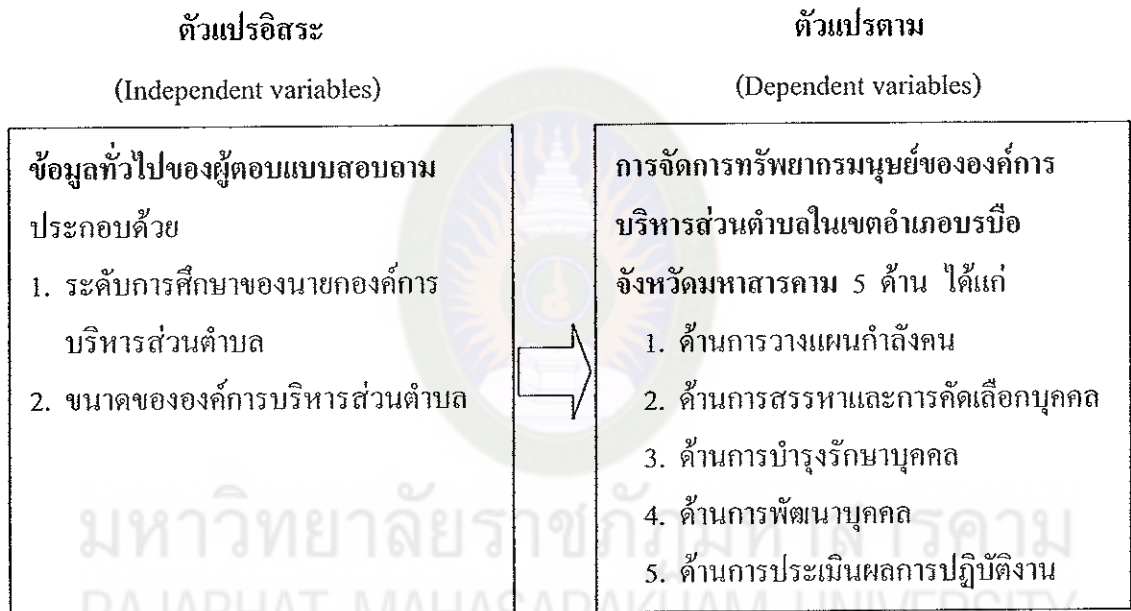 ตัวแปรอิสระ
(Independent variables)
ข้อมูลทั่วไปของผู้ตอบแบบสอบถาม
ประกอบด้วย
1. ระดับการศึกษาของนายกองค์การ
บริหารส่วนตำบล
2. ขนาดขององค์การบริหารส่วนตำบล
ตัวแปรตาม
(Dependent variables)
การจัดการทรัพยากรมนุษย์ขององค์การ
บริหารส่วนตำบลในเขตอำเภอบรบือ
จังหวัดมหาสารคาม 5 ด้าน ได้แก่
1. ด้านการวางแผนกำลังคน
2. ด้านการสรรหาและการคัดเลือกบุคคล
3. ด้านการบำรุงรักษาบุคคล
4. ด้านการพัฒนาบุคคล
5. ด้านการประเมินผลการปฏิบัติงาน
มหาวิทยาลัยราชภัฏมหาสารคาม
RAJABHAT MAHASARAKHAM UNIVERSITY